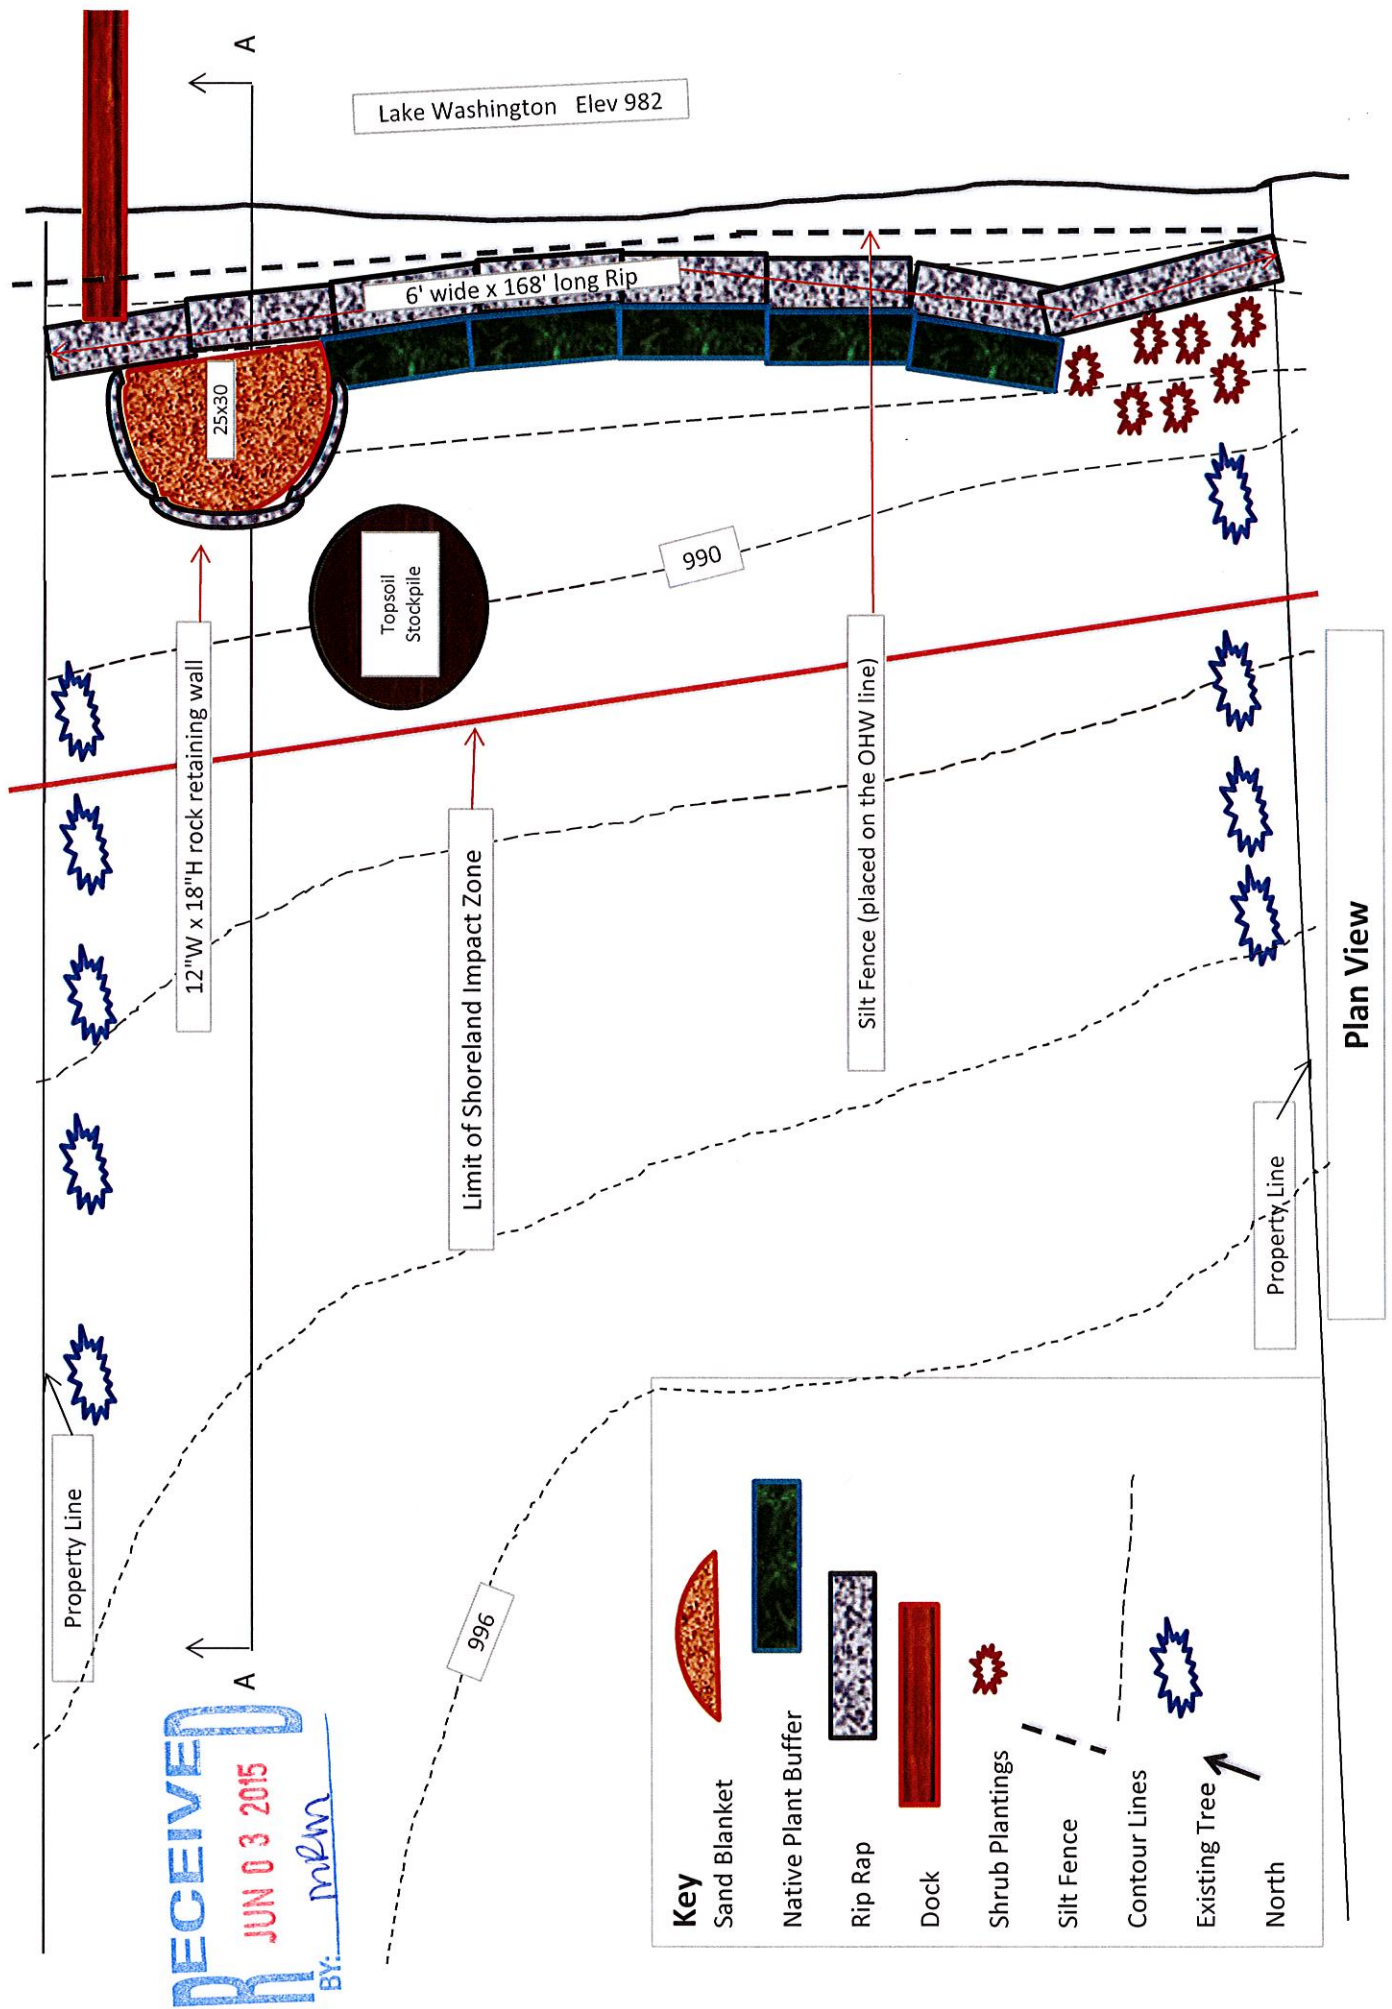 A
Lake Washington Elev 982
6' wide x 168' long Rip
25x30
Topsoil
Stockpile
990
12"W x 18"H rock retaining wall
Limit of Shoreland Impact Zone
Silt Fence (placed on the OHW line)
Property Line
Property Line
Plan View
996
A
RECEIVED
JUN 03 2015
BY: mRM
Key
Sand Blanket
Native Plant Buffer
Rip Rap
Dock
Shrub Plantings
Silt Fence
Contour Lines
Existing Tree
North